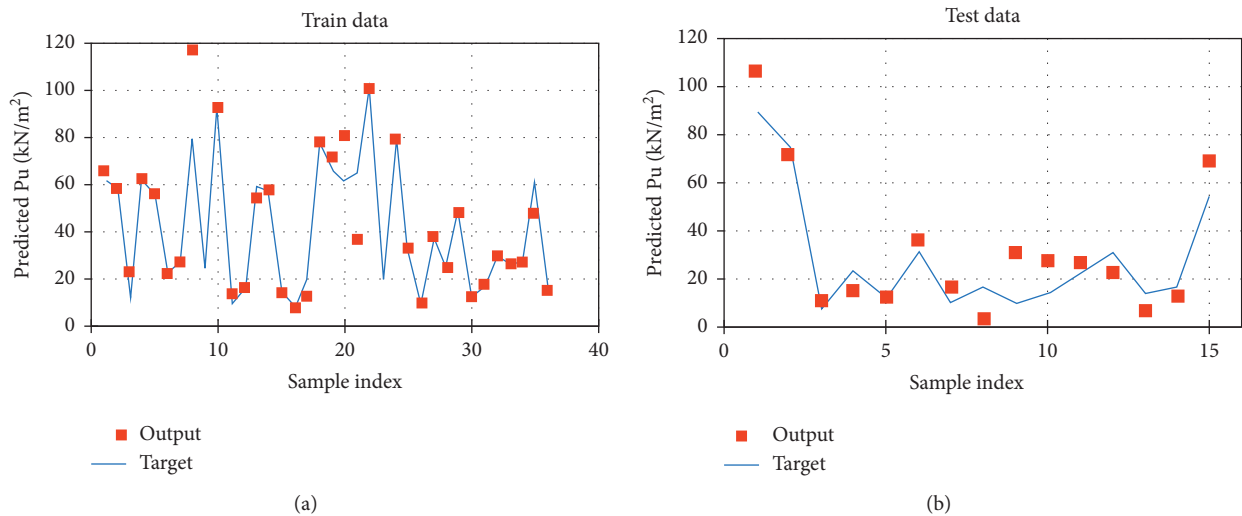 Train data
Predicted Pu (kN/m²)
120
100
80
60
40
20
0
0 10 20 30 40
Sample index
Output
Target
(a)
Test data
Predicted Pu (kN/m²)
120
100
80
60
40
20
0
0 5 10 15
Sample index
Output
Target
(b)